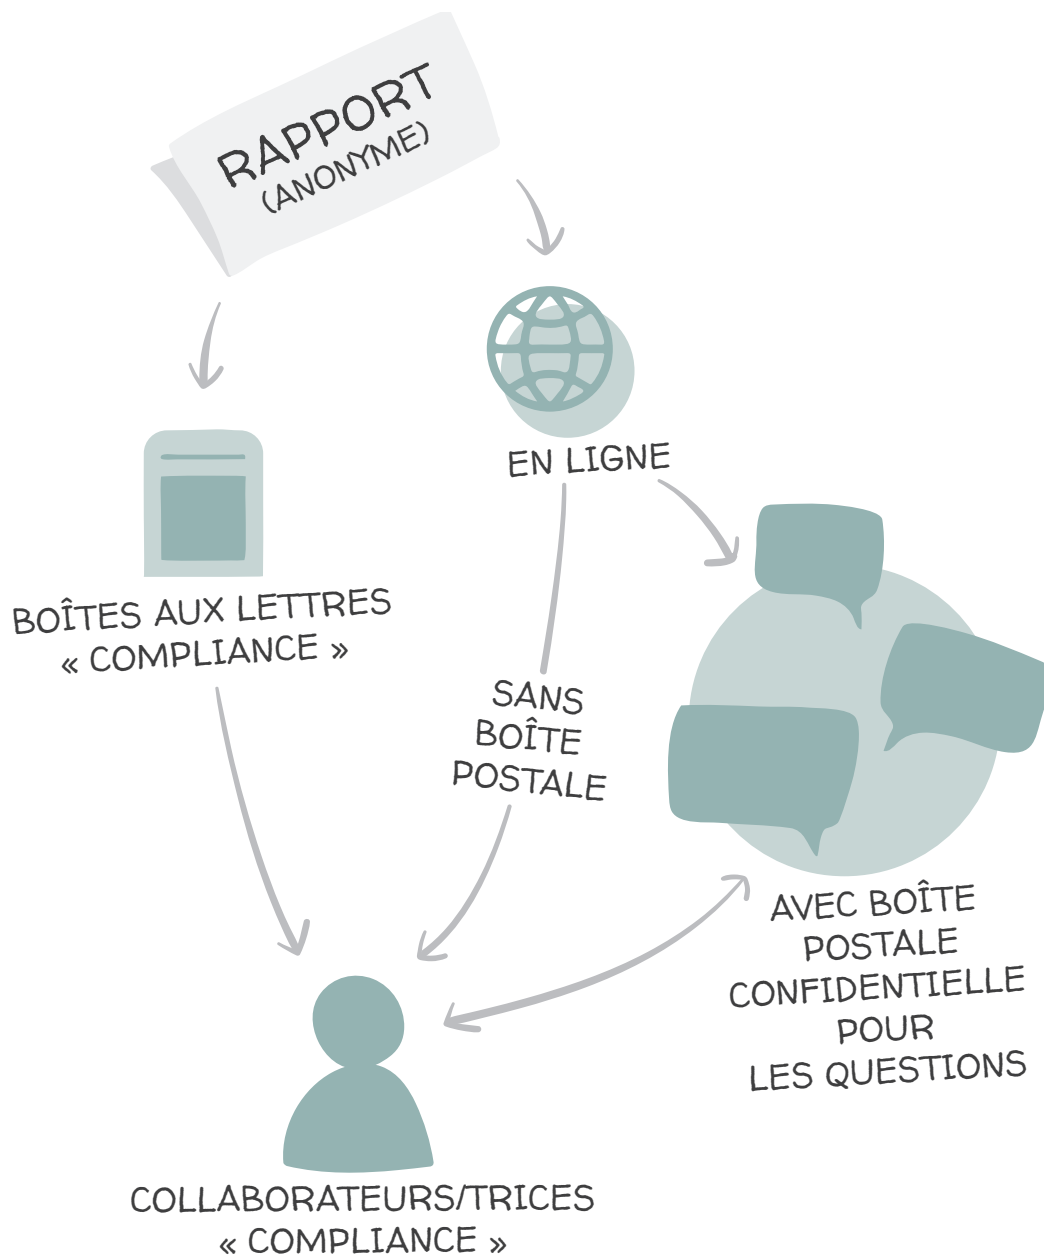 RAPPORT
(ANONYME)
EN LIGNE
BOÎTES AUX LETTRES
« COMPLIANCE »
SANS
BOÎTE
POSTALE
AVEC BOÎTE
POSTALE
CONFIDENTIELLE
POUR
LES QUESTIONS
COLLABORATEURS/TRICES
« COMPLIANCE »